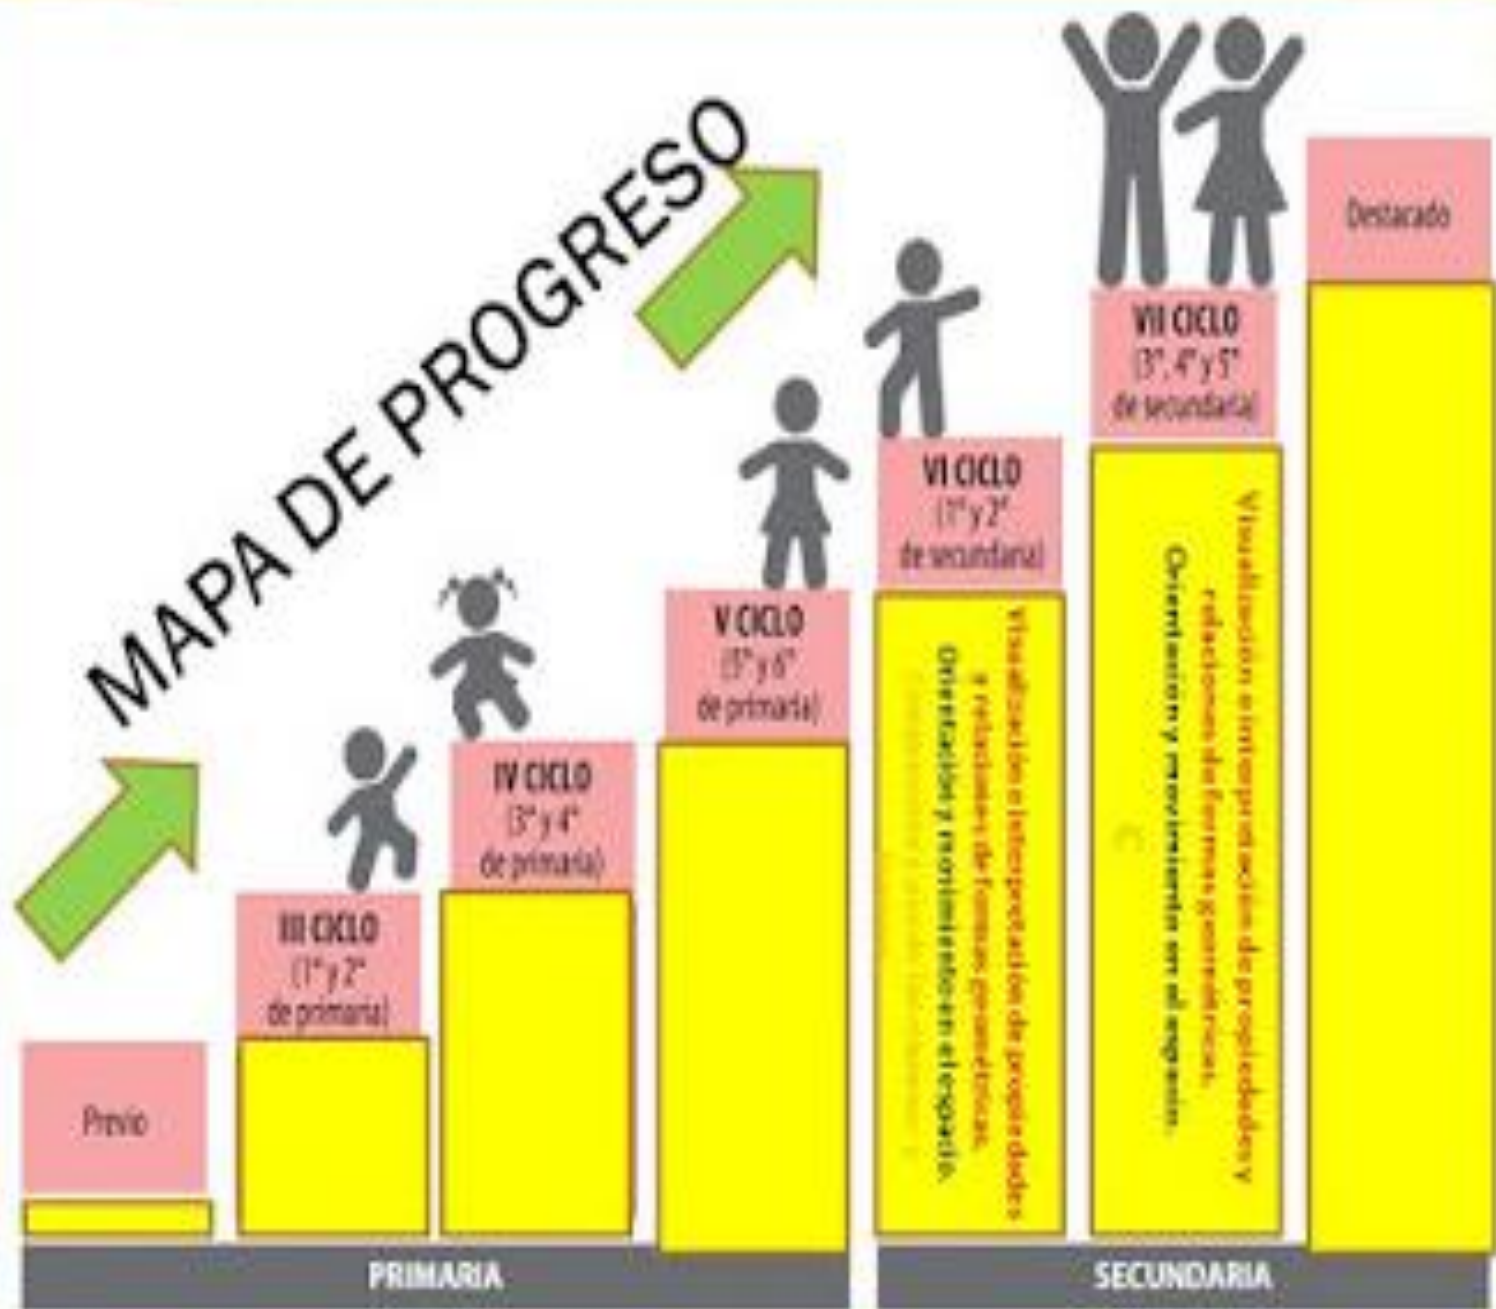 MAPA DE PROGRESO
Previo
III CICLO
(1° y 2°
de primaria)
IV CICLO
(3° y 4°
de primaria)
V CICLO
(5° y 6°
de primaria)
VI CICLO
(1° y 2°
de secundaria)
Visualización e interpretación de propiedades
y relaciones de formas geométricas.
Orientación y movimiento en el espacio.
VII CICLO
(3°, 4° y 5°
de secundaria)
Visualización e interpretación de propiedades y
relaciones de formas geométricas.
Orientación y movimiento en el espacio.
Destacado
PRIMARIA
SECUNDARIA